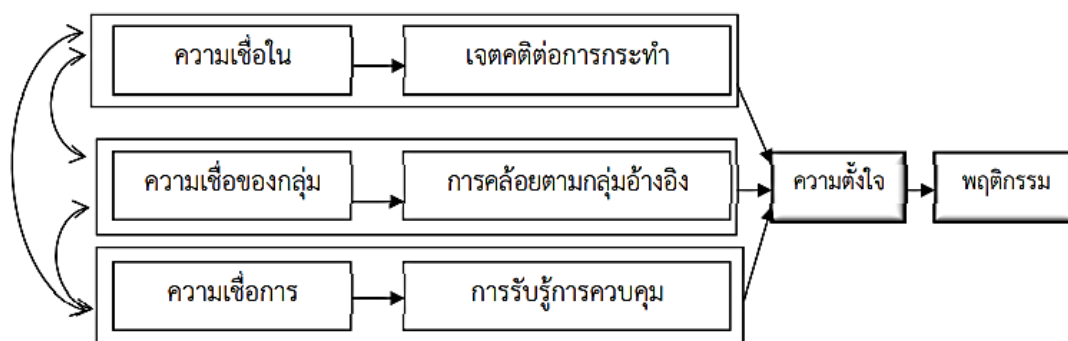 ความเชื่อใน
เจตคติต่อการกระทำ
ความเชื่อของกลุ่ม
การคล้อยตามกลุ่มอ้างอิง
ความตั้งใจ
พฤติกรรม
ความเชื่อการ
การรับรู้การควบคุม